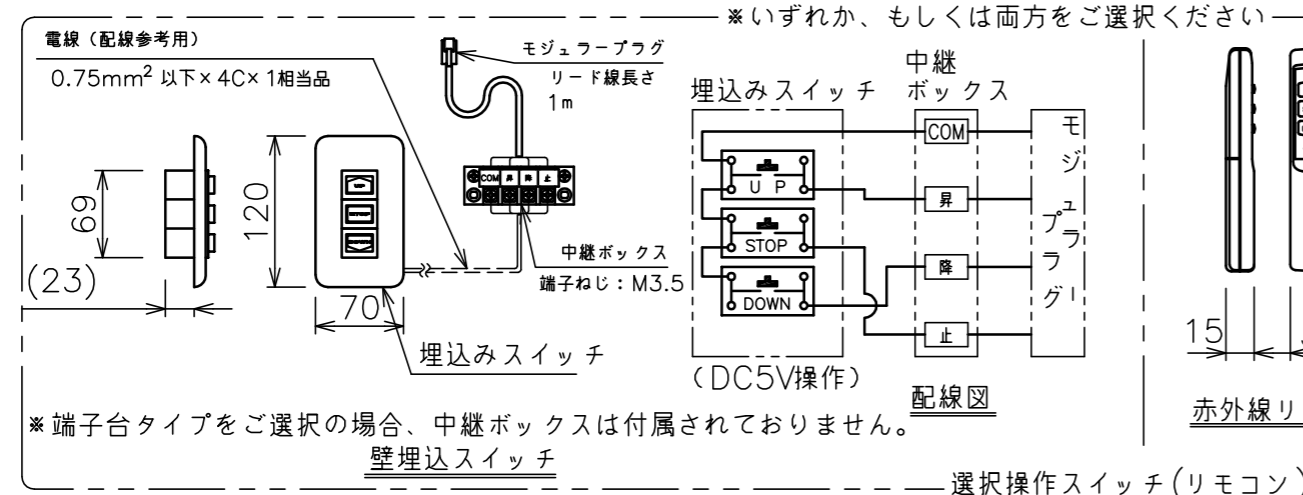 ※いずれか、もしくは両方をご選択ください
電線（配線参考用）
0.75mm² 以下×4C×1相当品
モジュラープラグ
リード線長さ
1m
69
(23)
120
70
COM 昇 降 止
中継ボックス
端子ねじ：M3.5
埋込みスイッチ
埋込みスイッチ
中継
ボックス
UP
STOP
DOWN
COM
昇
降
止
モジュラープラグ
(DC5V操作)
配線図
※端子台タイプをご選択の場合、中継ボックスは付属されておりません。
壁埋込スイッチ
15
赤外線リ
選択操作スイッチ(リモコン)